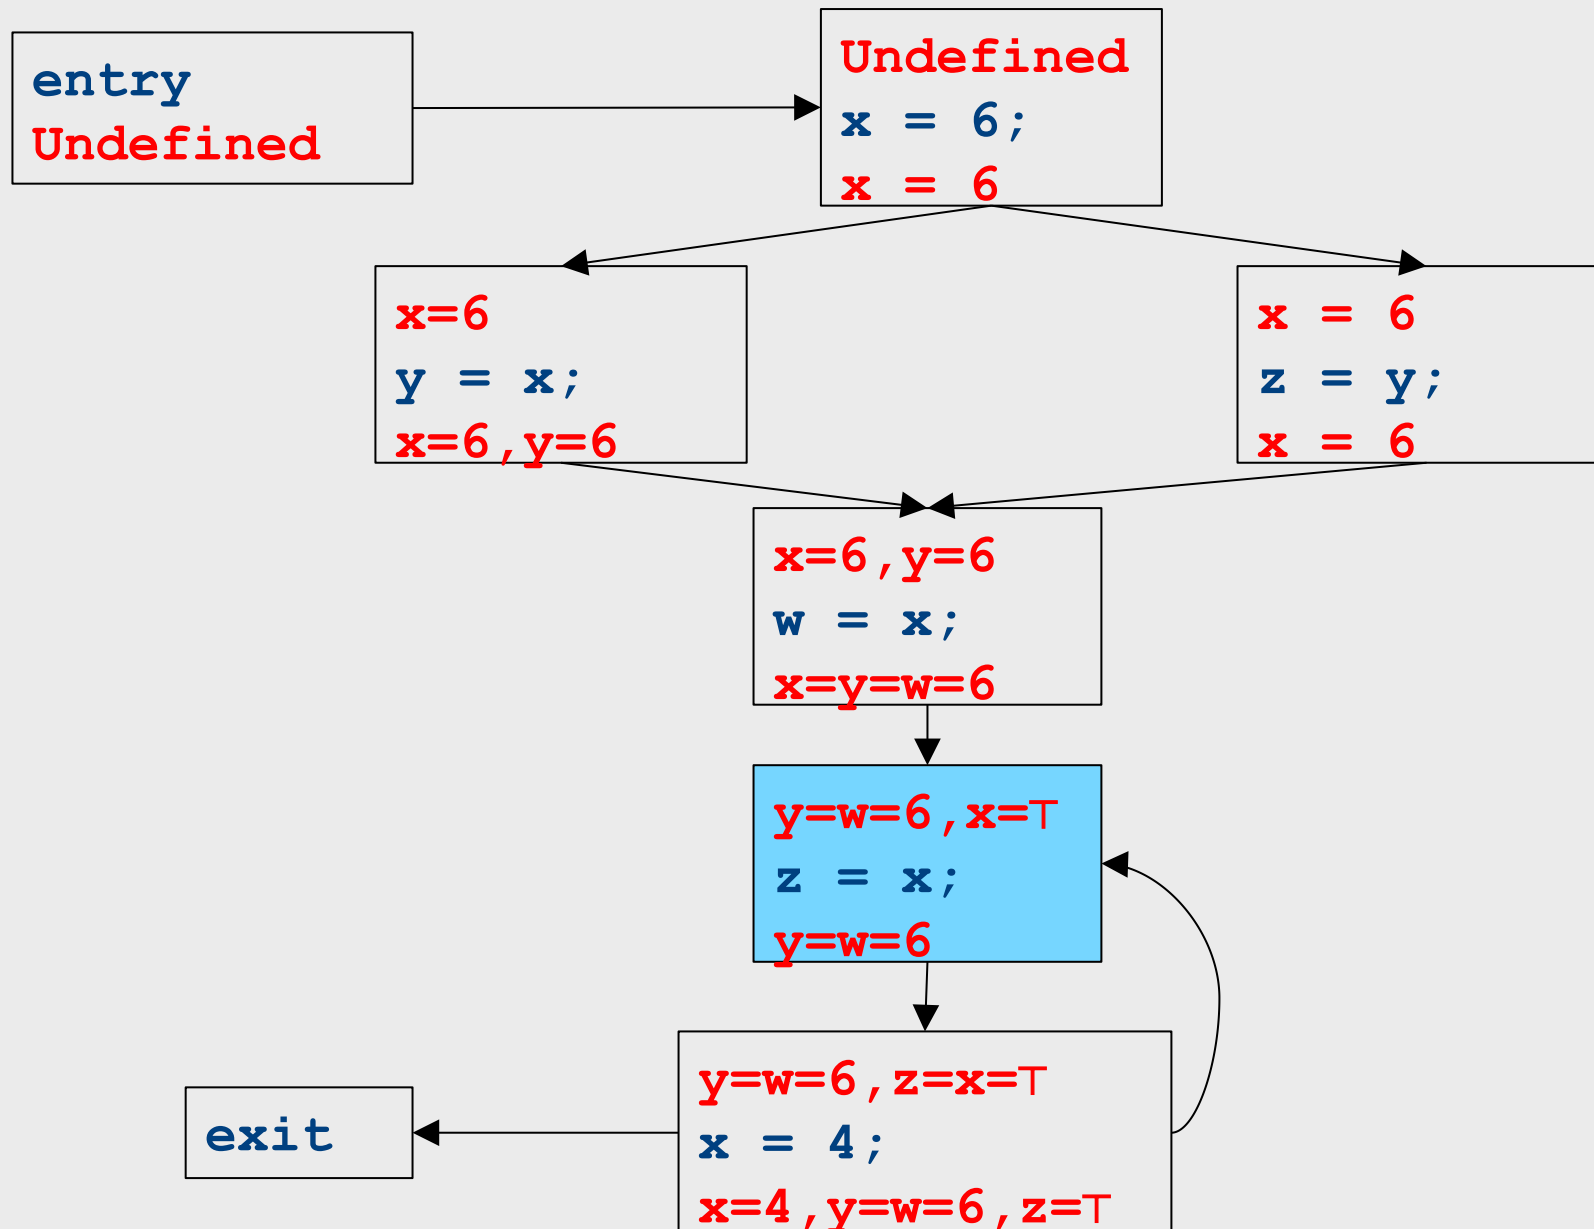 entry
Undefined
Undefined
x = 6;
x = 6
x=6
y = x;
x=6,y=6
x = 6
z = y;
x = 6
x=6,y=6
w = x;
x=y=w=6
y=w=6,x=⊤
z = x;
y=w=6
y=w=6,z=x=⊤
x = 4;
x=4,y=w=6,z=⊤
exit